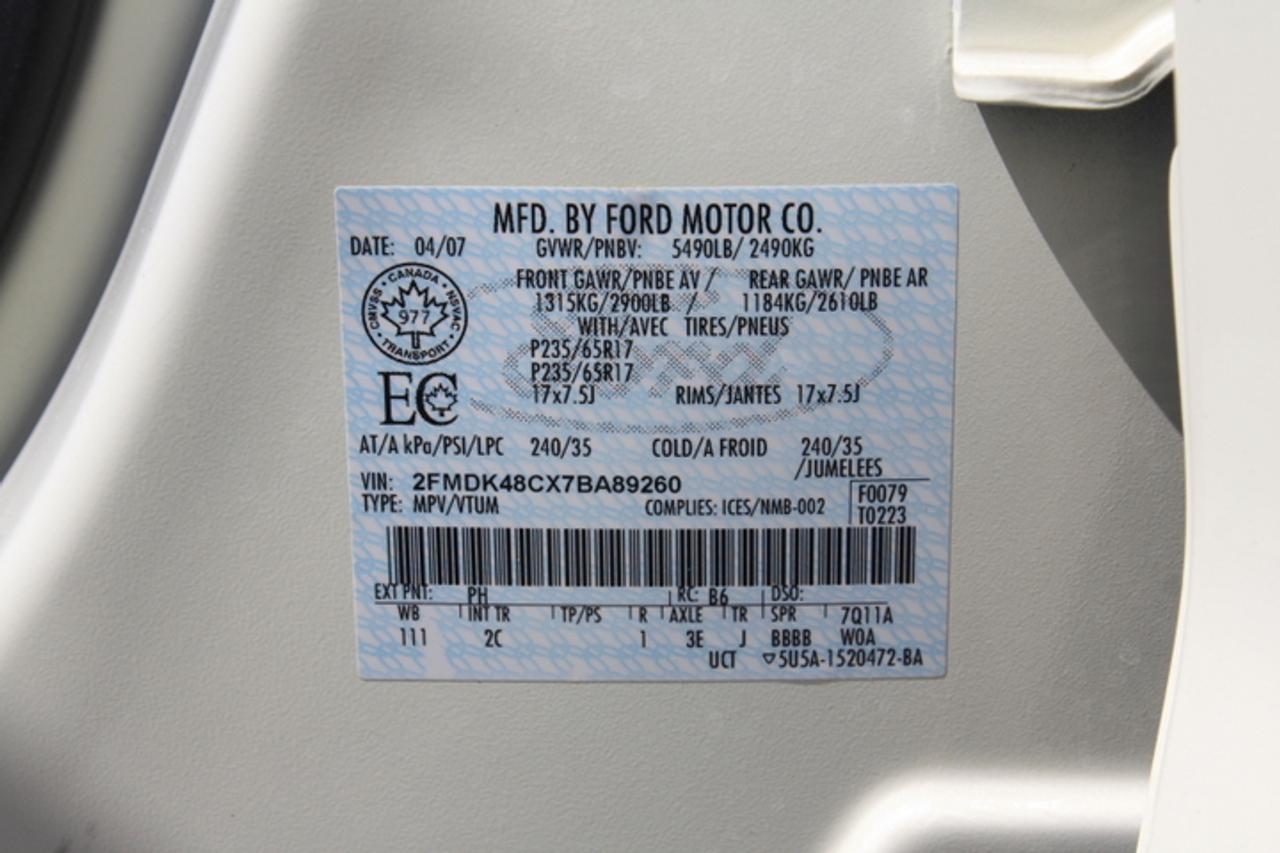 MFD. BY FORD MOTOR CO.
DATE: 04/07 GVWR/PNBV: 5490LB/ 2490KG
FRONT GAWR/PNBE AV / REAR GAWR/ PNBE AR
1315KG/2900LB / 1184KG/2610LB
WITH/AVEC TIRES/PNEUS
CANADA CMVSS NSVAC TRANSPORT
977
P235/65R17
P235/65R17
17x7.5J RIMS/JANTES 17x7.5J
EC
AT/A kPa/PSI/LPC 240/35 COLD/A FROID 240/35
/JUMELEES
VIN: 2FMDK48CX7BA89260
F0079
TYPE: MPV/VTUM COMPLIES: ICES/NMB-002
T0223
EXT PNT: PH RC: B6 DSO:
WB INT TR TP/PS R AXLE TR SPR 7Q11A
111 2C 1 3E J BBBB W0A
UCT ▽5U5A-1520472-BA